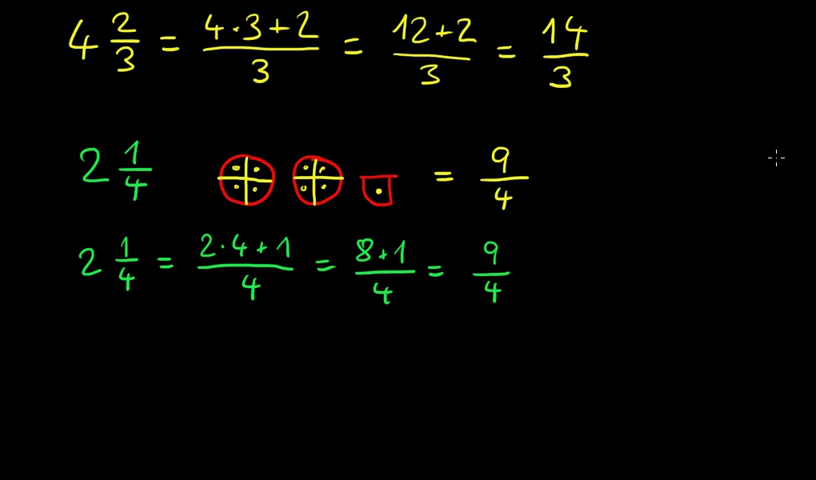 4 2/3 = (4·3+2)/3 = (12+2)/3 = 14/3
2 1/4 = 9/4
2 1/4 = (2·4+1)/4 = (8+1)/4 = 9/4